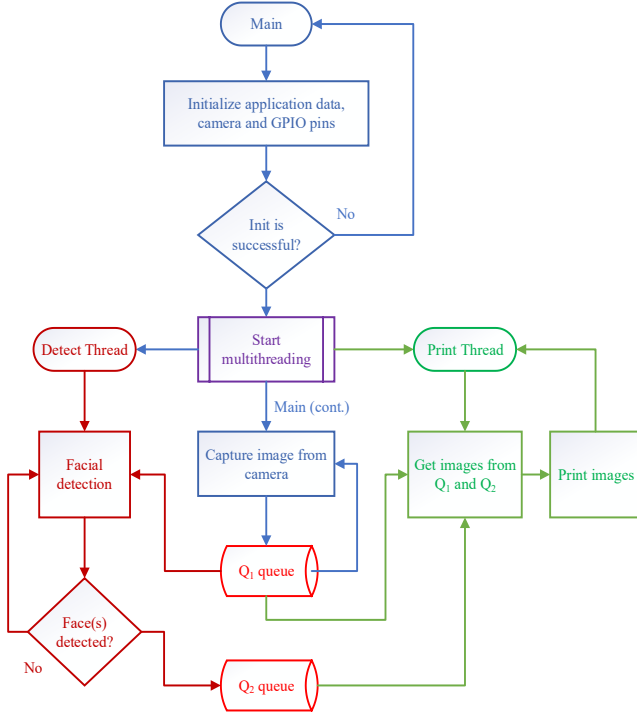 Main
Initialize application data,
camera and GPIO pins
Init is
successful?
No
Start
multithreading
Detect Thread
Print Thread
Main (cont.)
Facial
detection
Capture image from
camera
Get images from
Q₁ and Q₂
Print images
Q₁ queue
Face(s)
detected?
No
Q₂ queue